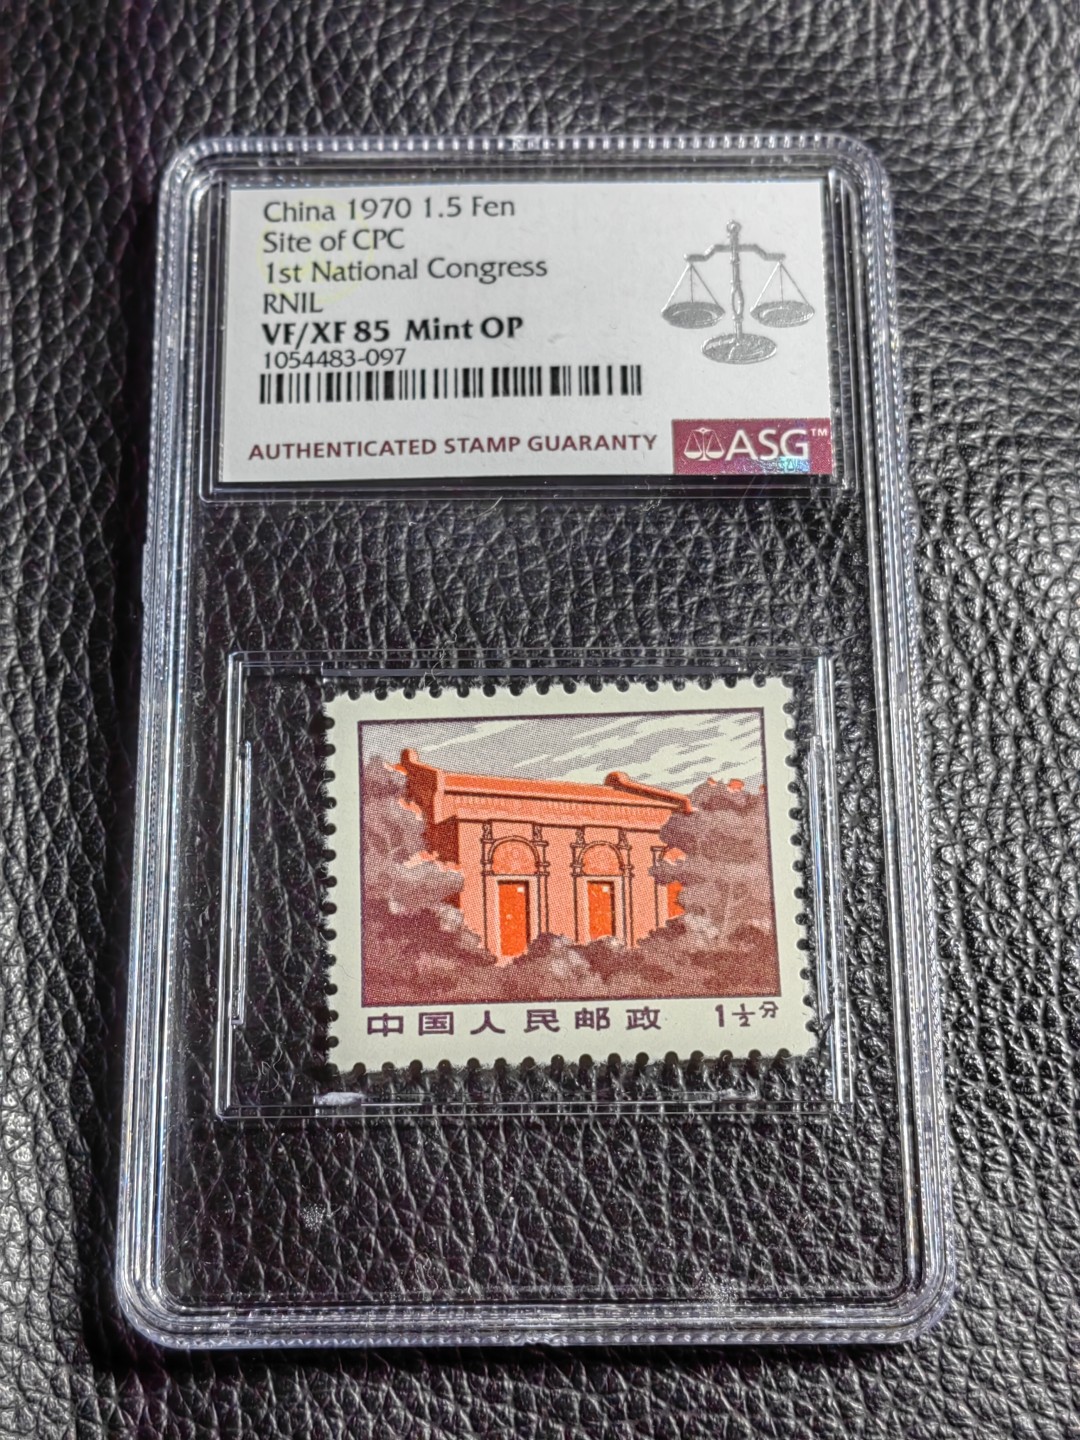 China 1970 1.5 Fen
Site of CPC
1st National Congress
RNIL
VF/XF 85 Mint OP
1054483-097
AUTHENTICATED STAMP GUARANTY
ASG™
中国人民邮政 1½分